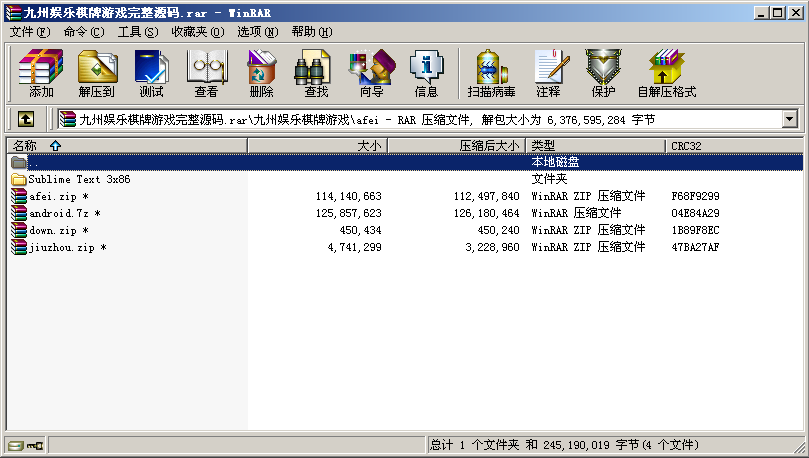 九州娱乐棋牌游戏完整源码.rar - WinRAR
文件(F) 命令(C) 工具(S) 收藏夹(O) 选项(N) 帮助(H)
添加 解压到 测试 查看 删除 查找 向导 信息 扫描病毒 注释 保护 自解压格式
九州娱乐棋牌游戏完整源码.rar\九州娱乐棋牌游戏\afei - RAR 压缩文件, 解包大小为 6,376,595,284 字节
名称 大小 压缩后大小 类型 CRC32
.. 本地磁盘
Sublime Text 3x86 文件夹
afei.zip * 114,140,663 112,497,840 WinRAR ZIP 压缩文件 F68F9299
android.7z * 125,857,623 126,180,464 WinRAR 压缩文件 04E84A29
down.zip * 450,434 450,240 WinRAR ZIP 压缩文件 1B89F8EC
jiuzhou.zip * 4,741,299 3,228,960 WinRAR ZIP 压缩文件 47BA27AF
总计 1 个文件夹 和 245,190,019 字节(4 个文件)